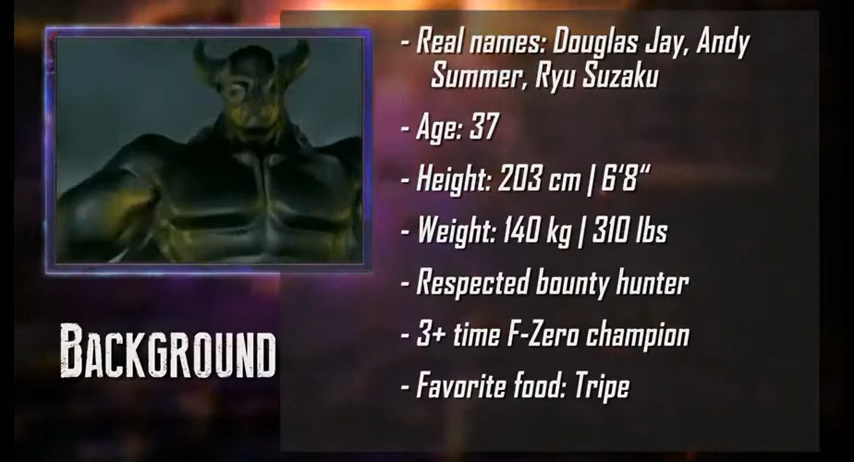 - Real names: Douglas Jay, Andy
Summer, Ryu Suzaku
- Age: 37
- Height: 203 cm | 6'8"
- Weight: 140 kg | 310 lbs
- Respected bounty hunter
- 3+ time F-Zero champion
- Favorite food: Tripe
BACKGROUND